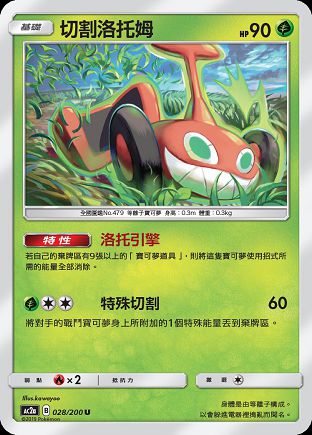 基礎
切割洛托姆
HP90
全國圖鑑No.479 等離子寶可夢 身高：0.3m 體重：0.3kg
特性 洛托引擎
若自己的棄牌區有9張以上的「寶可夢道具」，則將這隻寶可夢使用招式所
需的能量全部消除。
特殊切割 60
將對手的戰鬥寶可夢身上所附加的1個特殊能量丟到棄牌區。
弱點 ×2 抵抗力 撤退
Illus.kawayoo
AC2a B 028/200 U
©2019 Pokémon
身體由等離子構成。
以會鑽進電器裡搗亂而聞名。